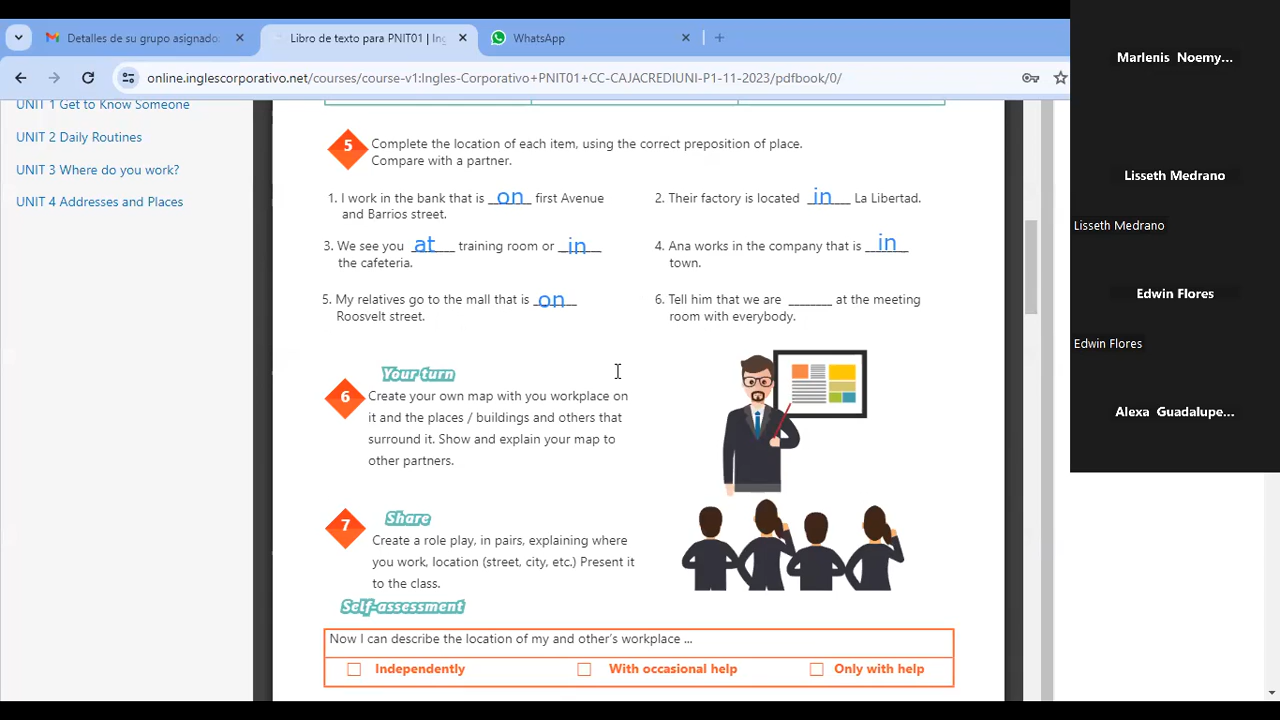 Detalles de su grupo asignado
Libro de texto para PNIT01 | Ing
WhatsApp
online.inglescorporativo.net/courses/course-v1:Ingles-Corporativo+PNIT01+CC-CAJACREDIUNI-P1-11-2023/pdfbook/0/
UNIT 1 Get to Know Someone
UNIT 2 Daily Routines
UNIT 3 Where do you work?
UNIT 4 Addresses and Places
5 Complete the location of each item, using the correct preposition of place.
Compare with a partner.
1. I work in the bank that is on first Avenue
and Barrios street.
2. Their factory is located in La Libertad.
3. We see you at training room or in
the cafeteria.
4. Ana works in the company that is in
town.
5. My relatives go to the mall that is on
Roosvelt street.
6. Tell him that we are ________ at the meeting
room with everybody.
Your turn
6 Create your own map with you workplace on
it and the places / buildings and others that
surround it. Show and explain your map to
other partners.
Share
7 Create a role play, in pairs, explaining where
you work, location (street, city, etc.) Present it
to the class.
Self-assessment
Now I can describe the location of my and other's workplace ...
Independently
With occasional help
Only with help
Marlenis Noemy...
Lisseth Medrano
Lisseth Medrano
Edwin Flores
Edwin Flores
Alexa Guadalupe...